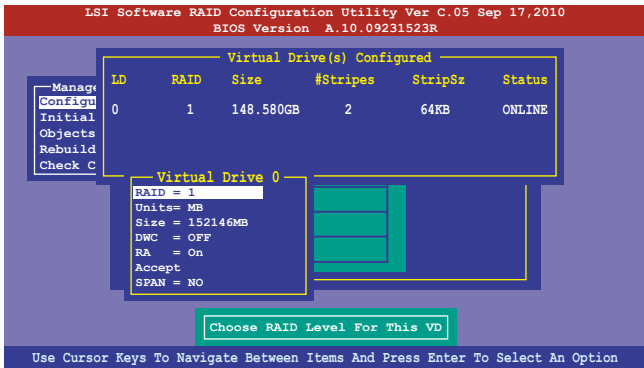 LSI Software RAID Configuration Utility Ver C.05 Sep 17,2010
BIOS Version A.10.09231523R
Virtual Drive(s) Configured
LD RAID Size #Stripes StripSz Status
0 1 148.580GB 2 64KB ONLINE
Manage
Configu
Initial
Objects
Rebuild
Check C
Virtual Drive 0
RAID = 1
Units= MB
Size = 152146MB
DWC = OFF
RA = On
Accept
SPAN = NO
Choose RAID Level For This VD
Use Cursor Keys To Navigate Between Items And Press Enter To Select An Option